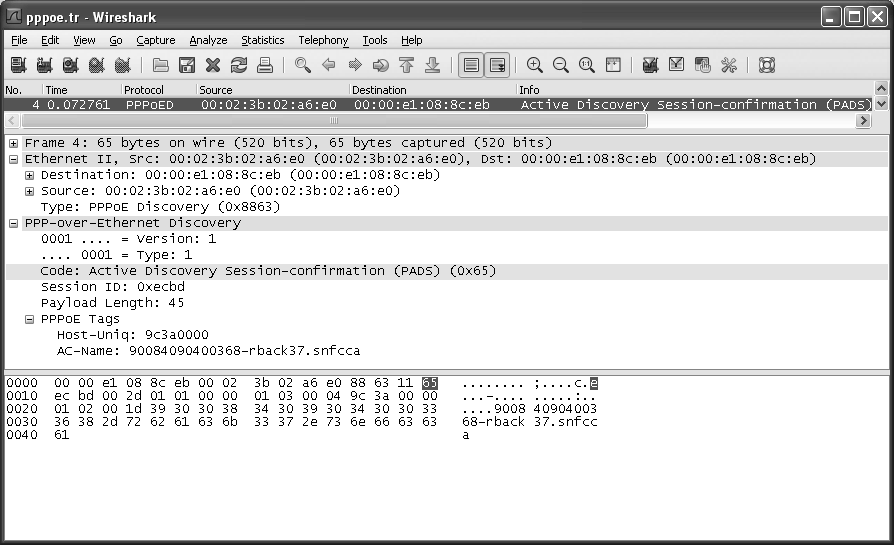 pppoe.tr - Wireshark
File Edit View Go Capture Analyze Statistics Telephony Tools Help
No. Time Protocol Source Destination Info
4 0.072761 PPPoED 00:02:3b:02:a6:e0 00:00:e1:08:8c:eb Active Discovery Session-confirmation (PADS)
Frame 4: 65 bytes on wire (520 bits), 65 bytes captured (520 bits)
Ethernet II, Src: 00:02:3b:02:a6:e0 (00:02:3b:02:a6:e0), Dst: 00:00:e1:08:8c:eb (00:00:e1:08:8c:eb)
Destination: 00:00:e1:08:8c:eb (00:00:e1:08:8c:eb)
Source: 00:02:3b:02:a6:e0 (00:02:3b:02:a6:e0)
Type: PPPoE Discovery (0x8863)
PPP-over-Ethernet Discovery
0001 .... = Version: 1
.... 0001 = Type: 1
Code: Active Discovery Session-confirmation (PADS) (0x65)
Session ID: 0xecbd
Payload Length: 45
PPPoE Tags
Host-Uniq: 9c3a0000
AC-Name: 90084090400368-rback37.snfcca
0000 00 00 e1 08 8c eb 00 02 3b 02 a6 e0 88 63 11 65 ........ ;....c.e
0010 ec bd 00 2d 01 01 00 00 01 03 00 04 9c 3a 00 00 ...-.... .....:..
0020 01 02 00 1d 39 30 30 38 34 30 39 30 34 30 30 33 ....9008 40904003
0030 36 38 2d 72 62 61 63 6b 33 37 2e 73 6e 66 63 63 68-rback 37.snfcc
0040 61 a